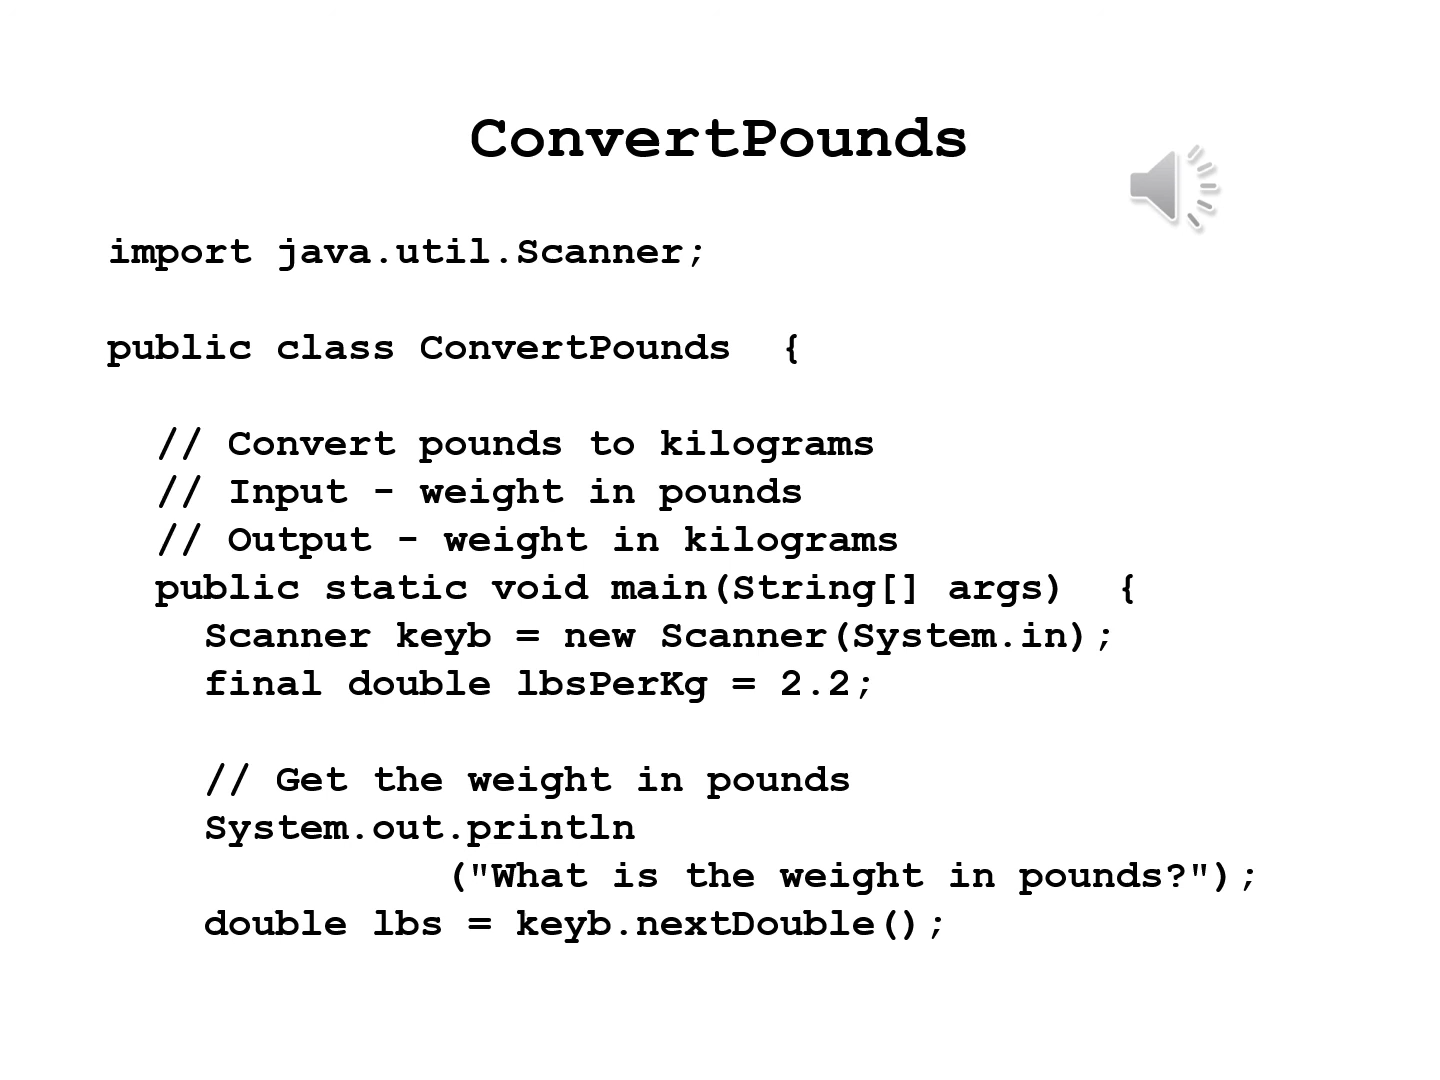 ConvertPounds
import java.util.Scanner;
public class ConvertPounds  {
// Convert pounds to kilograms
// Input - weight in pounds
// Output - weight in kilograms
public static void main(String[] args)  {
Scanner keyb = new Scanner(System.in);
final double lbsPerKg = 2.2;
// Get the weight in pounds
System.out.println
("What is the weight in pounds?");
double lbs = keyb.nextDouble();